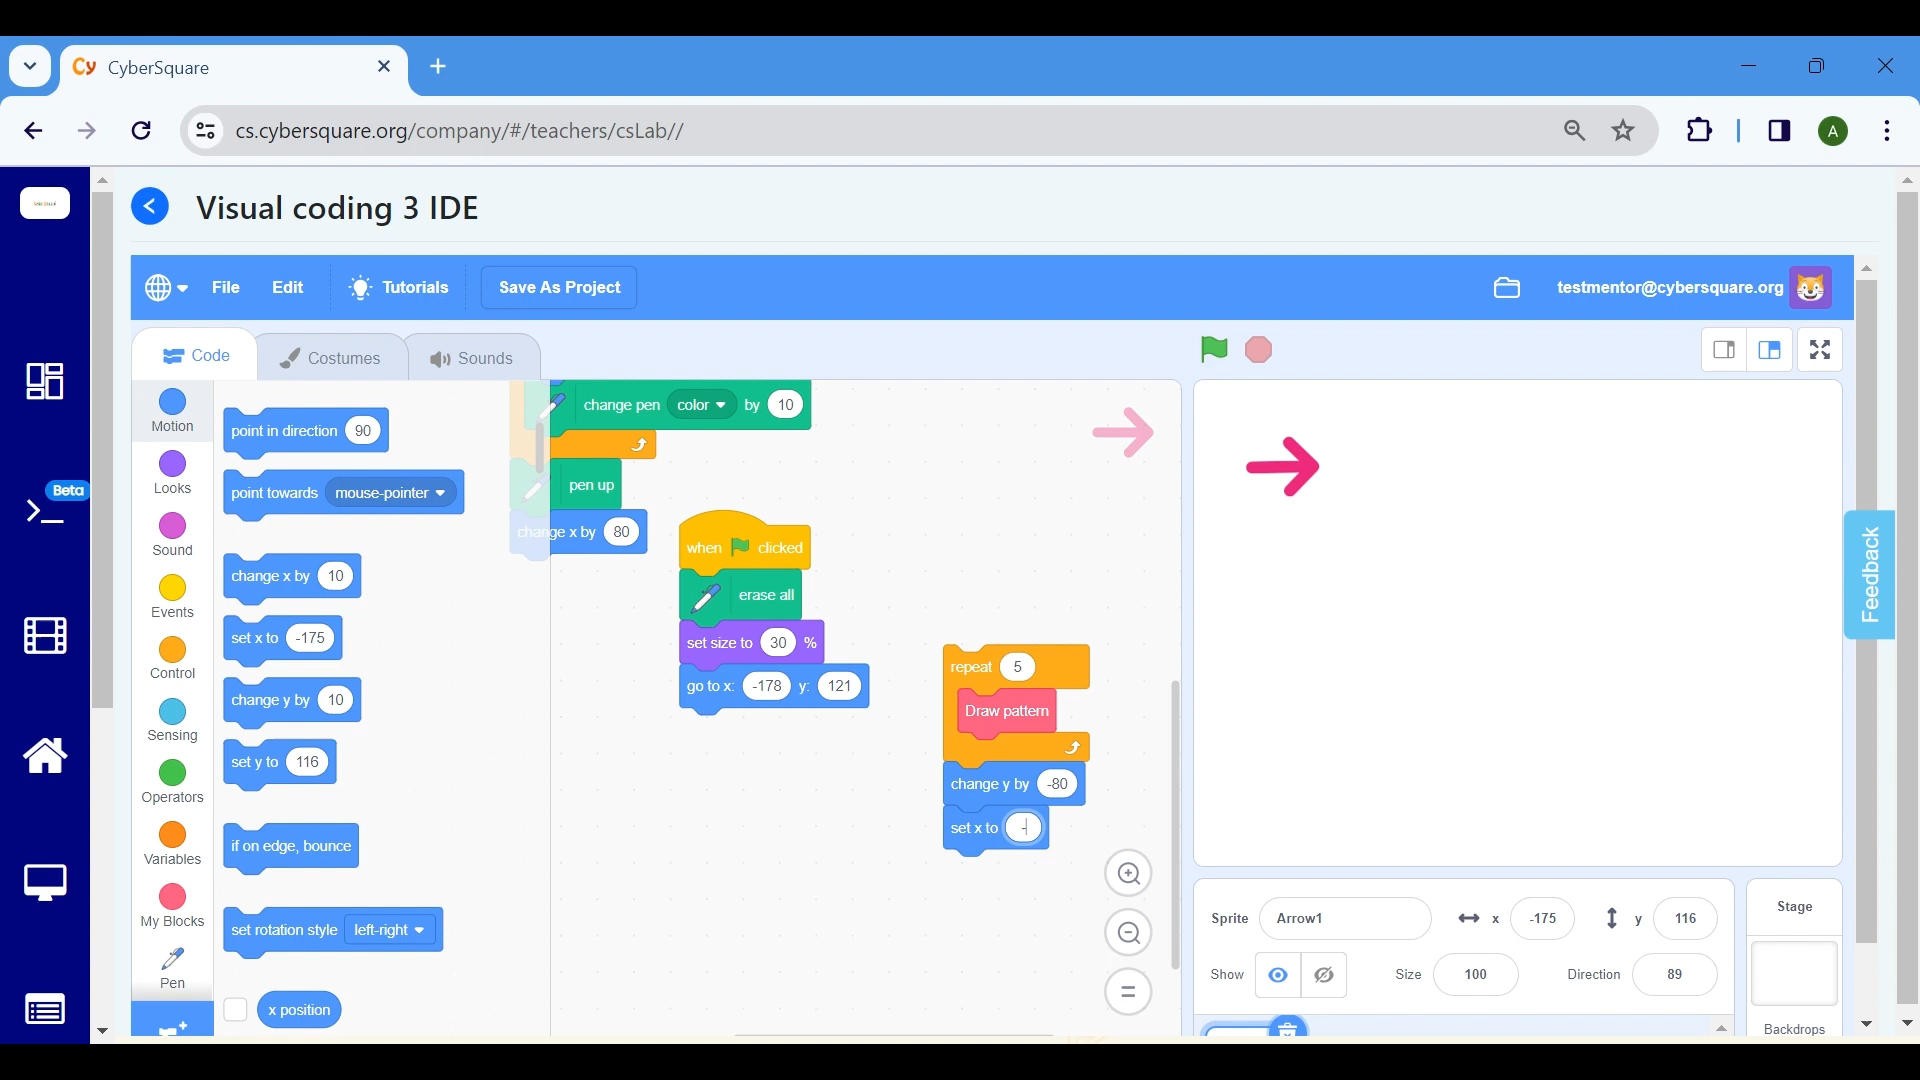 CyberSquare
cs.cybersquare.org/company/#/teachers/csLab//
A
Visual coding 3 IDE
File
Edit
Tutorials
Save As Project
testmentor@cybersquare.org
Code
Costumes
Sounds
Beta
Motion
Looks
Sound
Events
Control
Sensing
Operators
Variables
My Blocks
Pen
point in direction 90
point towards mouse-pointer
change x by 10
set x to -175
change y by 10
set y to 116
if on edge, bounce
set rotation style left-right
x position
change pen color by 10
pen up
change x by 80
when clicked
erase all
set size to 30 %
go to x: -178 y: 121
repeat 5
Draw pattern
change y by -80
set x to -
Feedback
Sprite Arrow1 x -175 y 116
Show Size 100 Direction 89
Stage
Backdrops